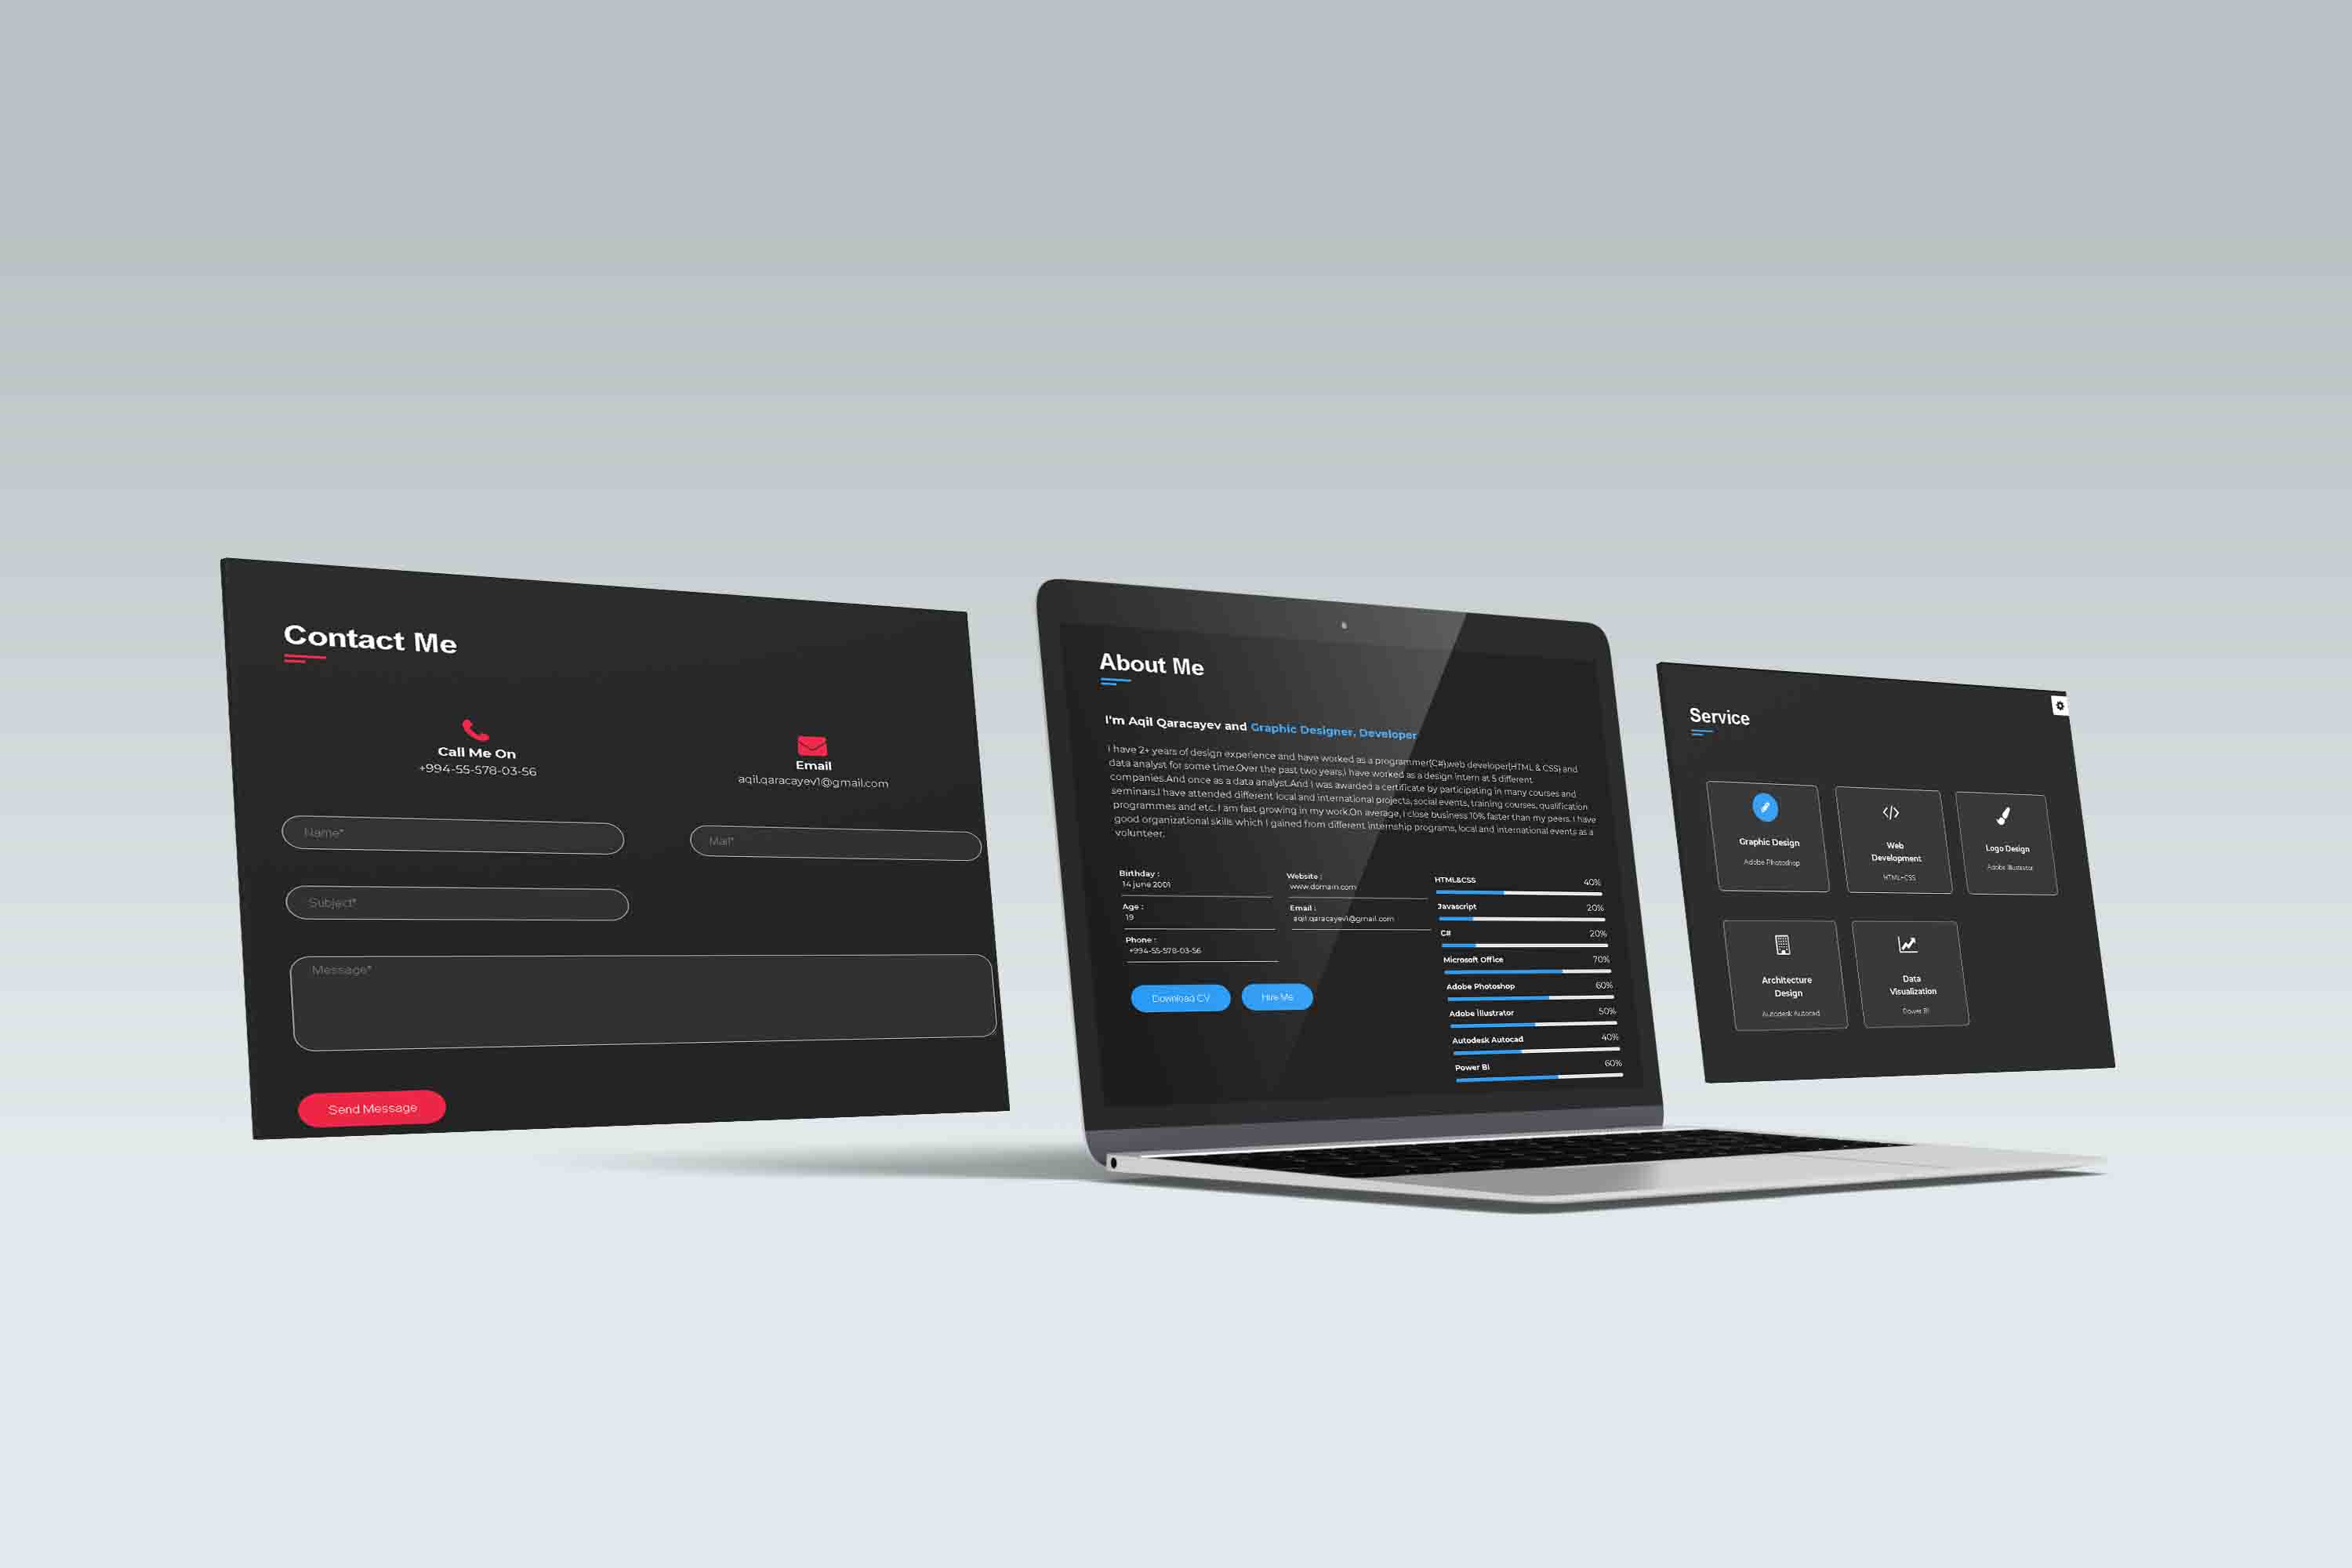 Contact Me
Call Me On
+994-55-578-03-56
Email
aqil.qaracayev1@gmail.com
Name*
Mail*
Subject*
Message*
Send Message
About Me
I'm Aqil Qaracayev and Graphic Designer, Developer
I have 2+ years of design experience and have worked as a programmer(C#),web developer(HTML & CSS) and
data analyst for some time.Over the past two years,I have worked as a design intern at 5 different
companies.And once as a data analyst.And I was awarded a certificate by participating in many courses and
seminars.I have attended different local and international projects, social events, training courses, qualification
programmes and etc. I am fast growing in my work.On average, I close business 10% faster than my peers. I have
good organizational skills which I gained from different internship programs, local and international events as a
volunteer.
Birthday :
14 june 2001
Age :
19
Phone :
+994-55-578-03-56
Website :
www.domain.com
Email :
aqil.qaracayev1@gmail.com
Download CV
Hire Me
HTML&CSS 40%
Javascript 20%
C# 20%
Microsoft Office 70%
Adobe Photoshop 60%
Adobe İllustrator 50%
Autodesk Autocad 40%
Power Bi 60%
Service
Graphic Design
Adobe Photoshop
Web
Development
HTML+CSS
Logo Design
Adobe Illustrator
Architecture
Design
Autodesk Autocad
Data
Visualization
Power BI